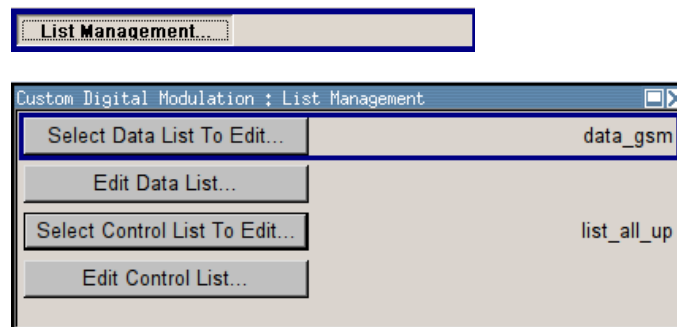 List Management...
Custom Digital Modulation : List Management
Select Data List To Edit... data_gsm
Edit Data List...
Select Control List To Edit... list_all_up
Edit Control List...